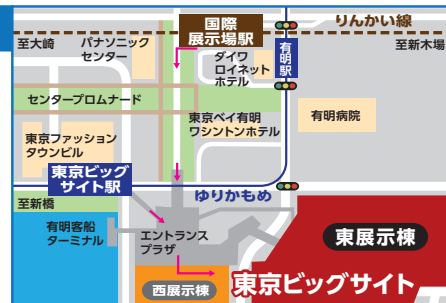 りんかい線
国際
展示場駅
至大崎
パナソニック
センター
有明駅
至新木場
ダイワ
ロイネット
ホテル
センタープロムナード
東京ベイ有明
ワシントンホテル
有明病院
東京ファッション
タウンビル
東京ビッグ
サイト駅
ゆりかもめ
至新橋
有明客船
ターミナル
エントランス
プラザ
東展示棟
西展示棟
東京ビッグサイト